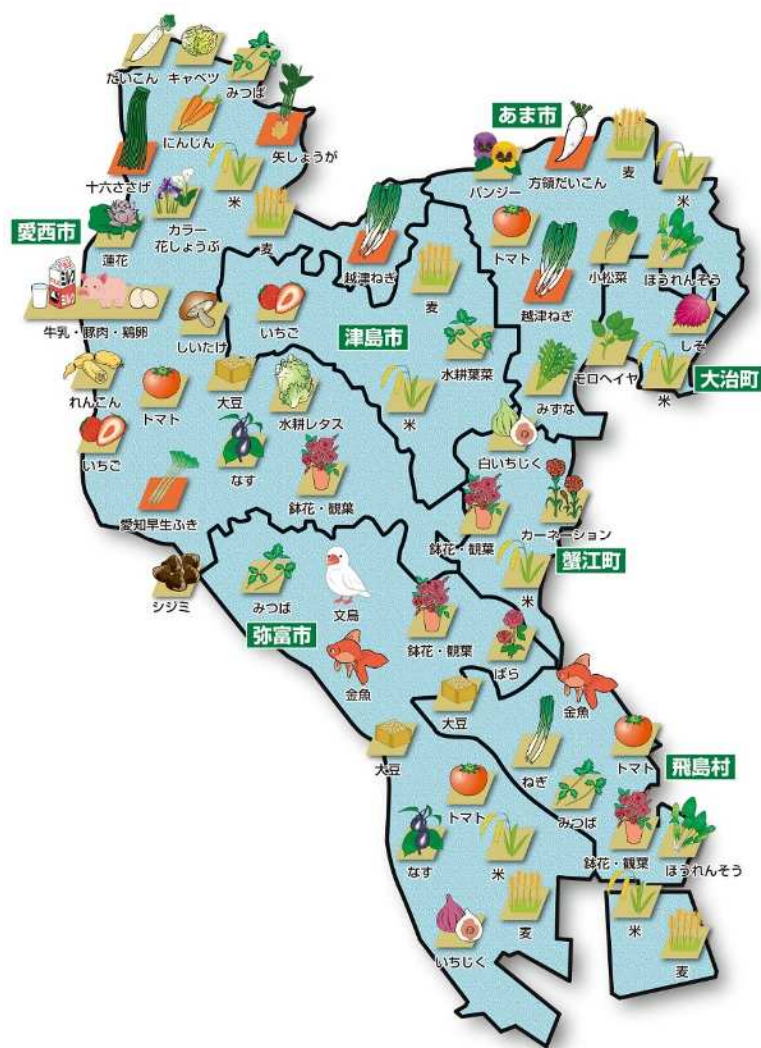 だいこん
キャベツ
みつば
にんじん
矢しょうが
十六ささげ
米
カラー
花しょうぶ
麦
蓮花
愛西市
牛乳・豚肉・鶏卵
しいたけ
れんこん
トマト
大豆
水耕レタス
いちご
なす
鉢花・観葉
愛知早生ふき
シジミ
越津ねぎ
麦
いちご
津島市
水耕葉菜
米
あま市
パンジー
方領だいこん
麦
米
トマト
越津ねぎ
小松菜
ほうれんそう
しそ
モロヘイヤ
米
大治町
みずな
白いちじく
鉢花・観葉
カーネーション
蟹江町
米
みつば
文鳥
弥富市
鉢花・観葉
ばら
金魚
大豆
金魚
大豆
ねぎ
トマト
飛島村
みつば
トマト
鉢花・観葉
ほうれんそう
なす
米
いちじく
麦
米
麦